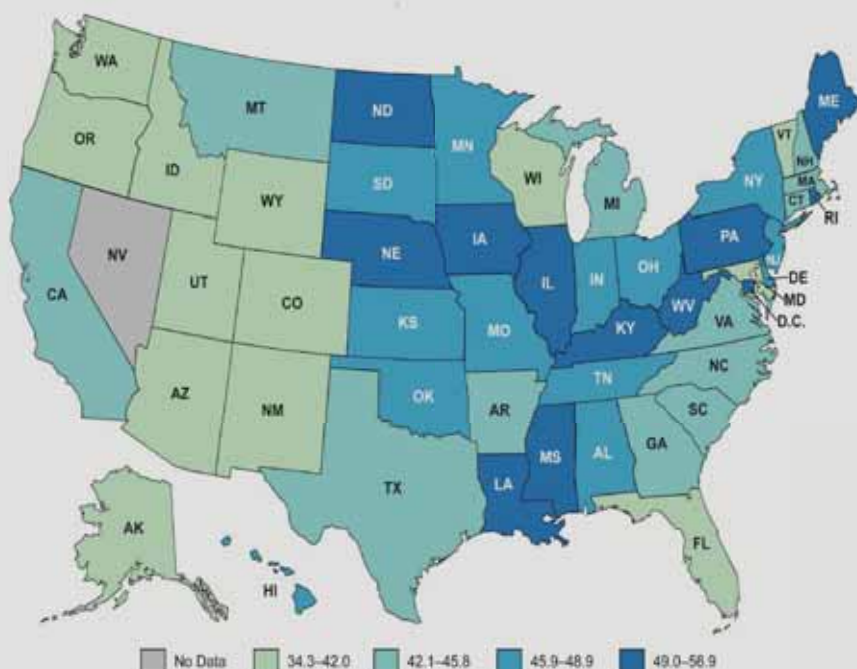 WA
MT
ND
MN
ME
OR
ID
SD
WI
VT
NH
NY
MA
CT
RI
WY
MI
NV
NE
IA
PA
NJ
CA
UT
CO
IL
IN
OH
DE
MD
D.C.
WV
VA
KS
MO
KY
AZ
NM
OK
TN
NC
AR
SC
MS
AL
GA
TX
LA
AK
FL
HI
No Data
34.3–42.0
42.1–45.8
45.9–48.9
49.0–58.9